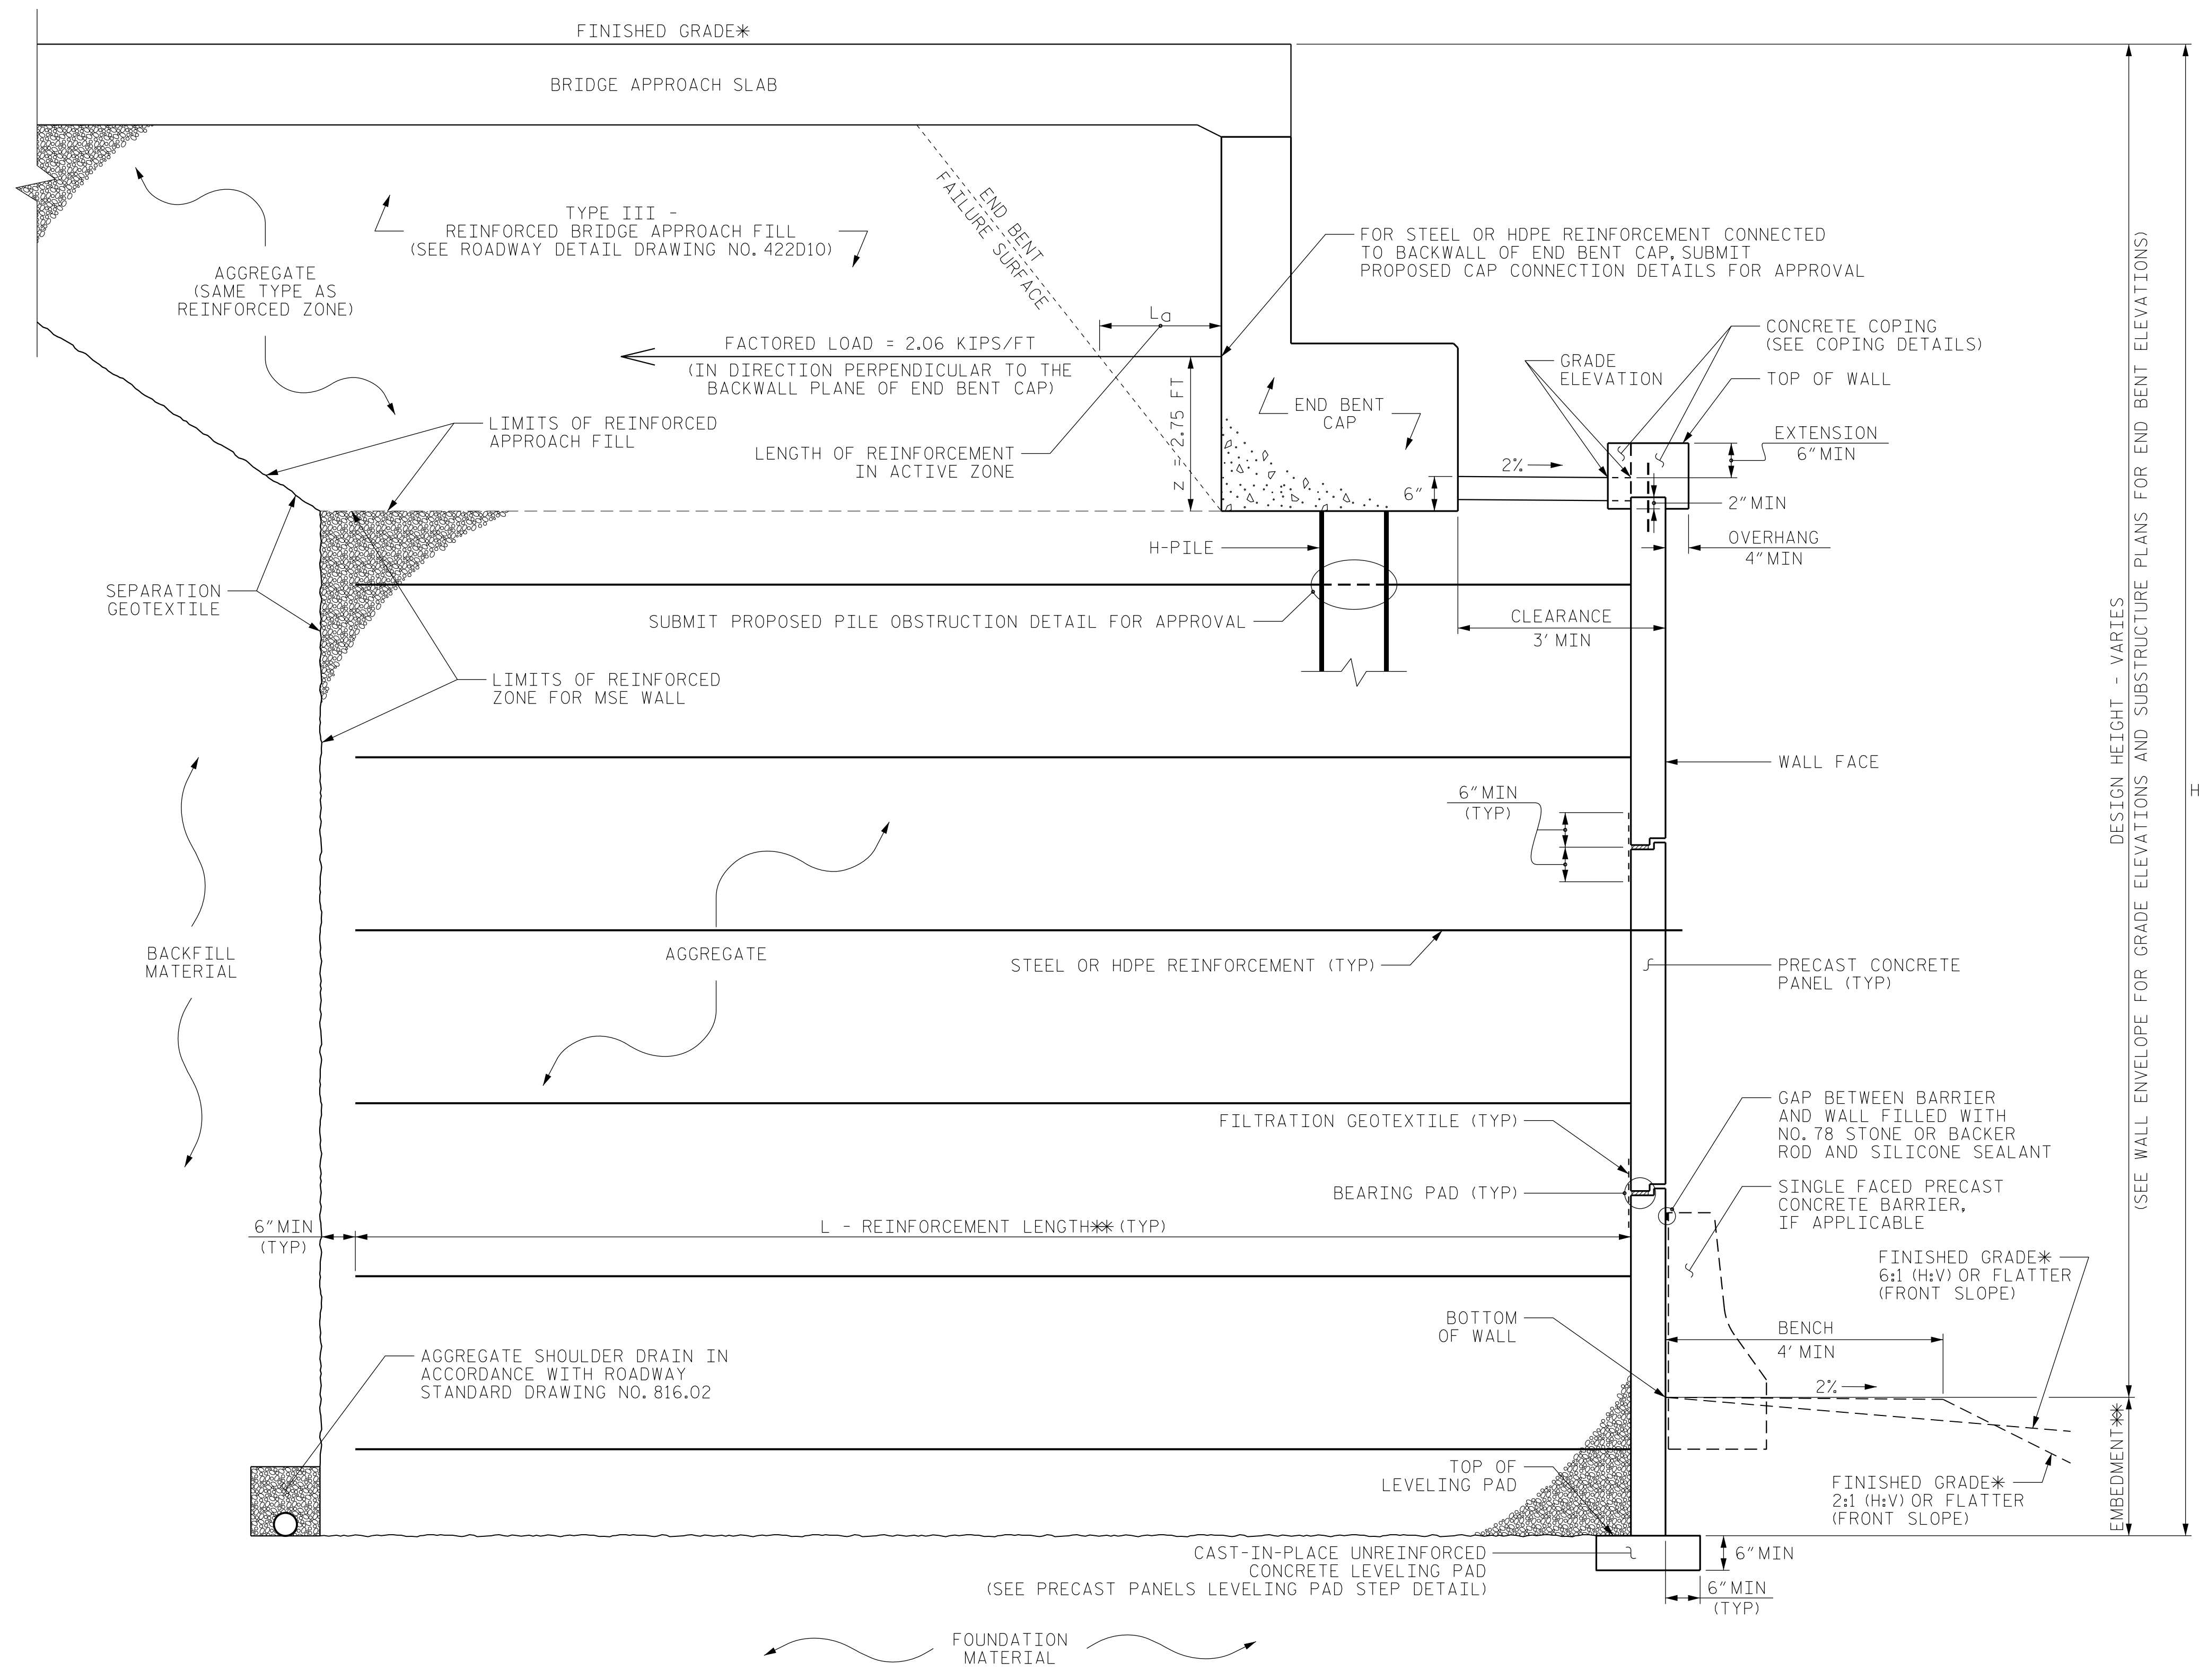 FINISHED GRADE*
BRIDGE APPROACH SLAB
TYPE III -
REINFORCED BRIDGE APPROACH FILL
(SEE ROADWAY DETAIL DRAWING NO. 422D10)
END BENT
FAILURE SURFACE
AGGREGATE
(SAME TYPE AS
REINFORCED ZONE)
FOR STEEL OR HDPE REINFORCEMENT CONNECTED
TO BACKWALL OF END BENT CAP, SUBMIT
PROPOSED CAP CONNECTION DETAILS FOR APPROVAL
La
FACTORED LOAD = 2.06 KIPS/FT
(IN DIRECTION PERPENDICULAR TO THE
BACKWALL PLANE OF END BENT CAP)
z = 2.75 FT
LIMITS OF REINFORCED
APPROACH FILL
LENGTH OF REINFORCEMENT
IN ACTIVE ZONE
END BENT
CAP
GRADE
ELEVATION
CONCRETE COPING
(SEE COPING DETAILS)
TOP OF WALL
EXTENSION
6" MIN
2%
6"
2" MIN
OVERHANG
4" MIN
H-PILE
SEPARATION
GEOTEXTILE
SUBMIT PROPOSED PILE OBSTRUCTION DETAIL FOR APPROVAL
CLEARANCE
3' MIN
LIMITS OF REINFORCED
ZONE FOR MSE WALL
WALL FACE
6" MIN
(TYP)
DESIGN HEIGHT - VARIES
(SEE WALL ENVELOPE FOR GRADE ELEVATIONS AND SUBSTRUCTURE PLANS FOR END BENT ELEVATIONS)
H
BACKFILL
MATERIAL
AGGREGATE
STEEL OR HDPE REINFORCEMENT (TYP)
PRECAST CONCRETE
PANEL (TYP)
FILTRATION GEOTEXTILE (TYP)
GAP BETWEEN BARRIER
AND WALL FILLED WITH
NO. 78 STONE OR BACKER
ROD AND SILICONE SEALANT
BEARING PAD (TYP)
SINGLE FACED PRECAST
CONCRETE BARRIER,
IF APPLICABLE
6" MIN
(TYP)
L - REINFORCEMENT LENGTH** (TYP)
FINISHED GRADE*
6:1 (H:V) OR FLATTER
(FRONT SLOPE)
BOTTOM
OF WALL
BENCH
4' MIN
2%
AGGREGATE SHOULDER DRAIN IN
ACCORDANCE WITH ROADWAY
STANDARD DRAWING NO. 816.02
EMBEDMENT**
TOP OF
LEVELING PAD
FINISHED GRADE*
2:1 (H:V) OR FLATTER
(FRONT SLOPE)
CAST-IN-PLACE UNREINFORCED
CONCRETE LEVELING PAD
(SEE PRECAST PANELS LEVELING PAD STEP DETAIL)
6" MIN
6" MIN
(TYP)
FOUNDATION
MATERIAL